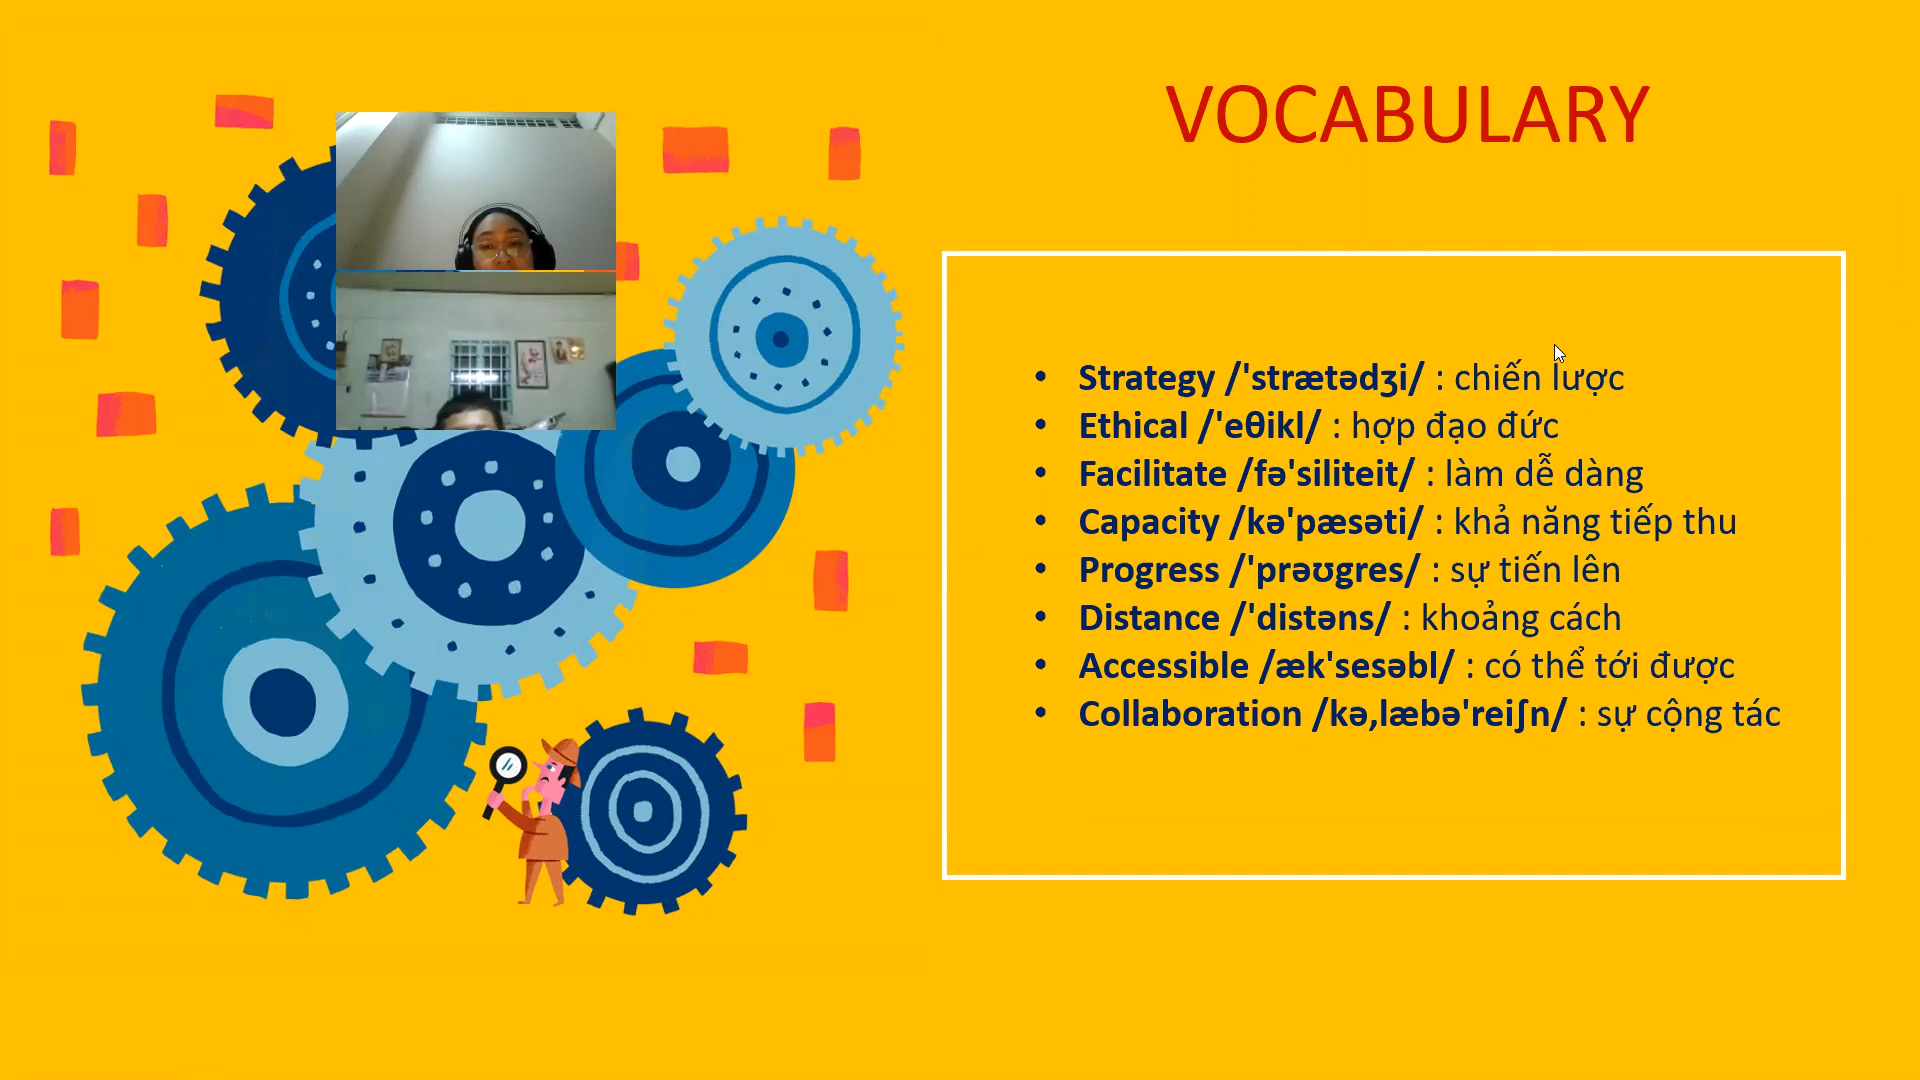 VOCABULARY
• Strategy /'strætədʒi/ : chiến lược
• Ethical /'eθikl/ : hợp đạo đức
• Facilitate /fə'siliteit/ : làm dễ dàng
• Capacity /kə'pæsəti/ : khả năng tiếp thu
• Progress /'prəʊgres/ : sự tiến lên
• Distance /'distəns/ : khoảng cách
• Accessible /æk'sesəbl/ : có thể tới được
• Collaboration /kə,læbə'reiʃn/ : sự cộng tác